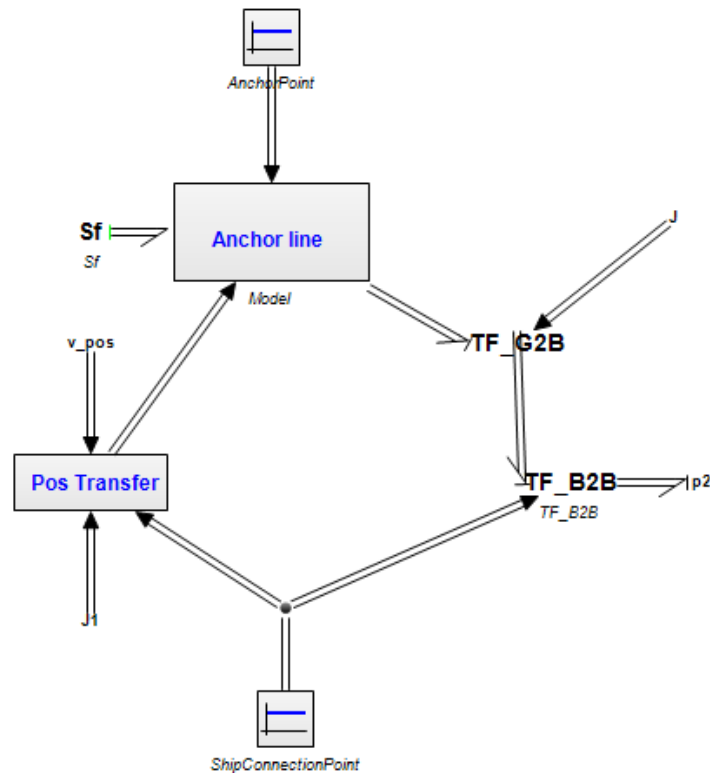 AnchorPoint
Sf
Sf
Anchor line
Model
J
v_pos
TF_G2B
Pos Transfer
TF_B2B
p2
TF_B2B
J1
ShipConnectionPoint